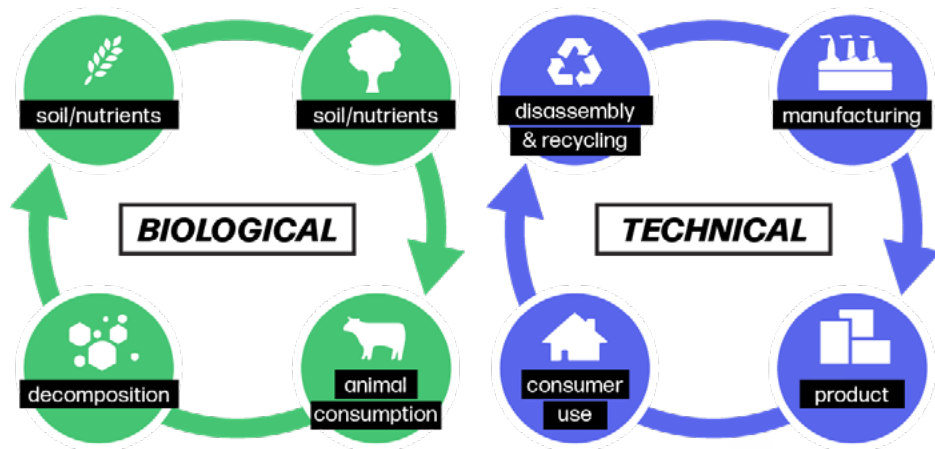 soil/nutrients
soil/nutrients
BIOLOGICAL
decomposition
animal
consumption
disassembly
& recycling
manufacturing
TECHNICAL
consumer
use
product